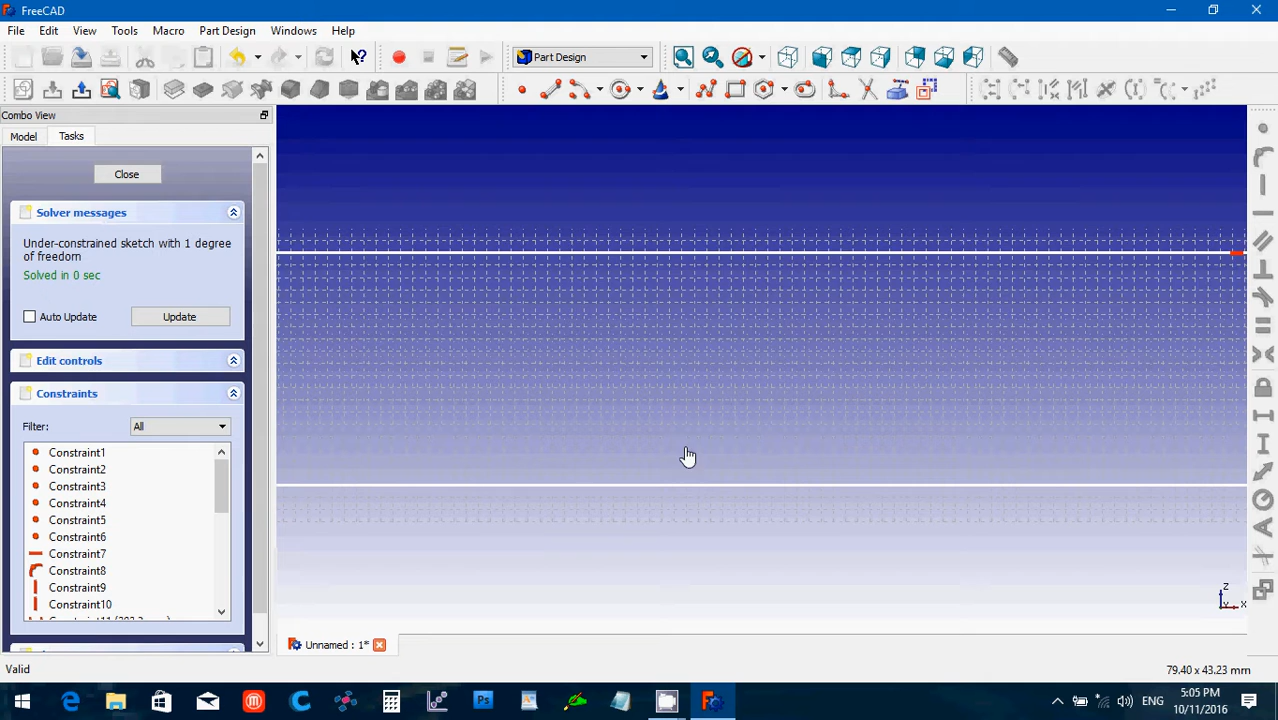 FreeCAD
File Edit View Tools Macro Part Design Windows Help
Part Design
Combo View
Model Tasks
Close
Solver messages
Under-constrained sketch with 1 degree
of freedom
Solved in 0 sec
Auto Update Update
Edit controls
Constraints
Filter: All
Constraint1
Constraint2
Constraint3
Constraint4
Constraint5
Constraint6
Constraint7
Constraint8
Constraint9
Constraint10
Z
Y X
Unnamed : 1*
Valid
79.40 x 43.23 mm
ENG
5:05 PM
10/11/2016